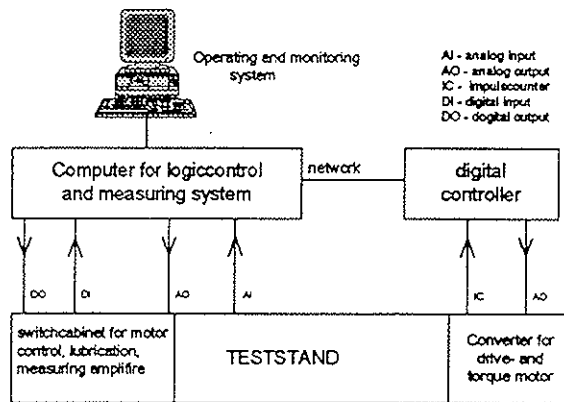 Operating and monitoring
system
AI - analog input
AO - analog output
IC - impulscounter
DI - digital input
DO - dogital output
Computer for logiccontrol
and measuring system
network
digital
controller
DO
DI
AO
AI
IC
AO
switchcabinet for motor
control, lubrication,
measuring amplifire
TESTSTAND
Converter for
drive- and
torque motor